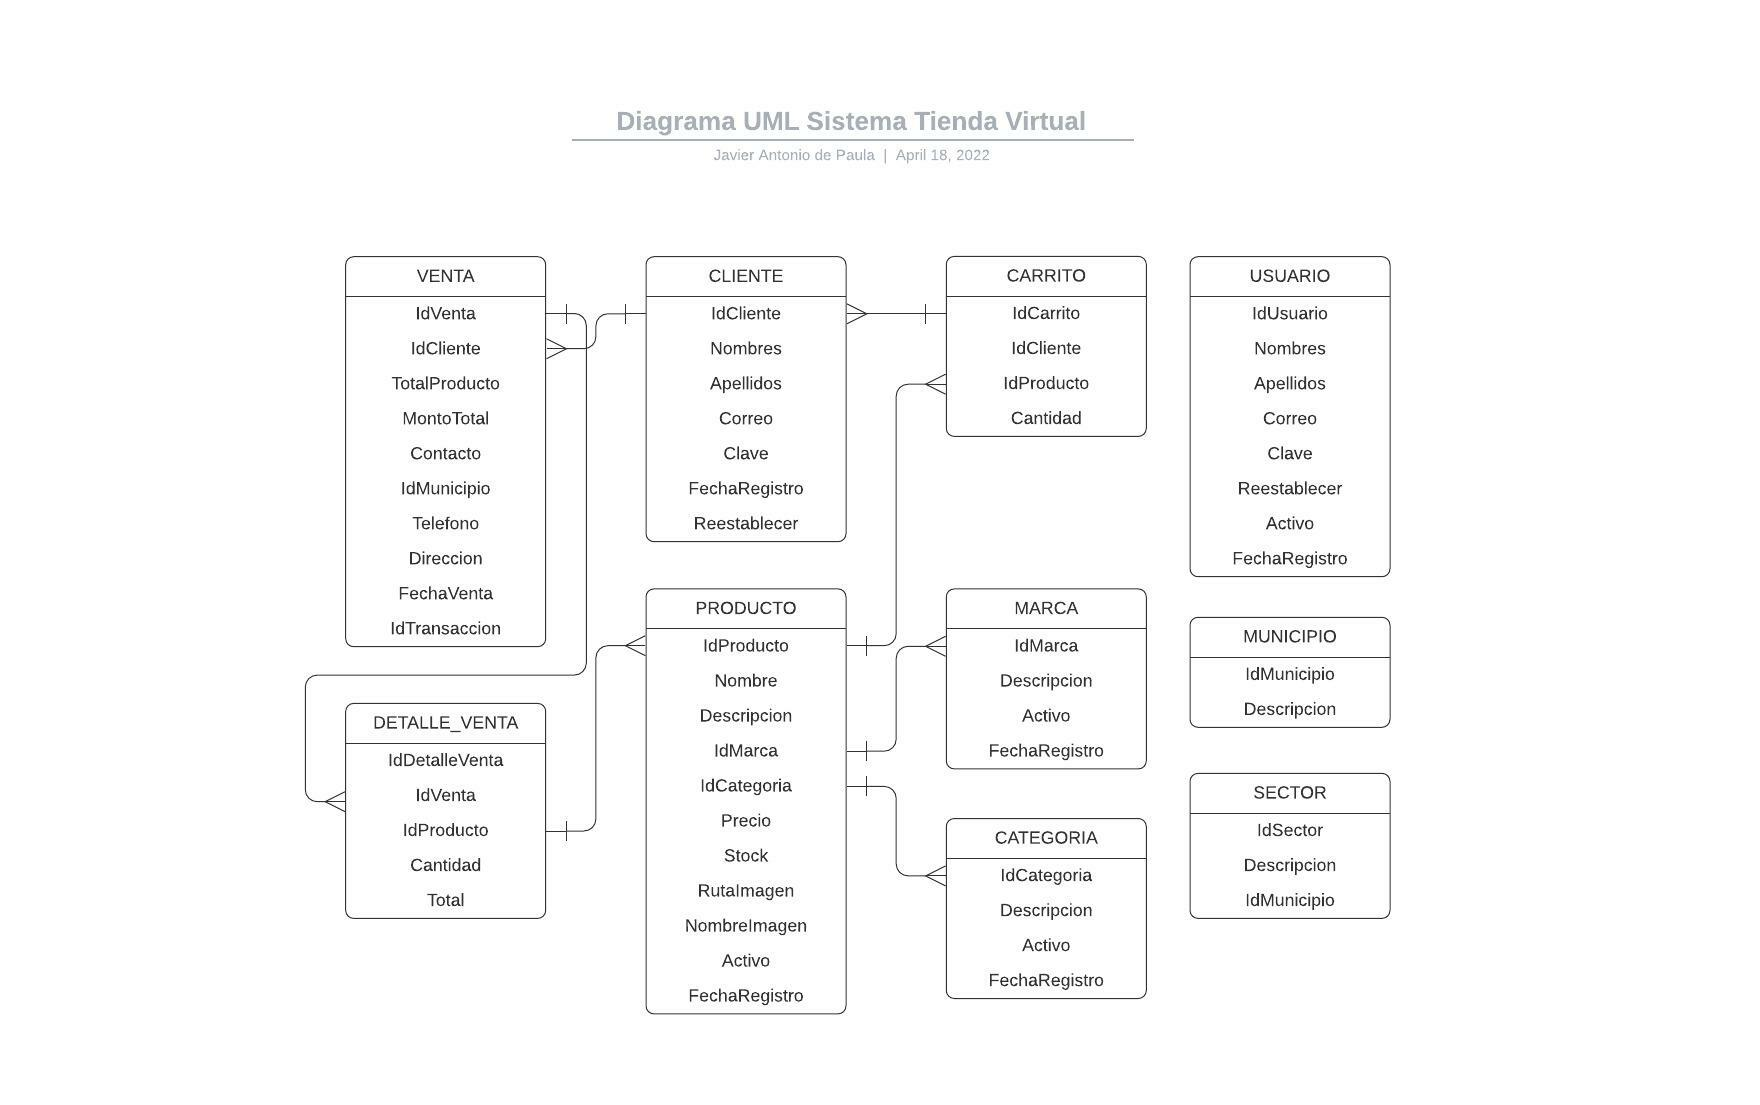 Diagrama UML Sistema Tienda Virtual
Javier Antonio de Paula | April 18, 2022
VENTA
IdVenta
IdCliente
TotalProducto
MontoTotal
Contacto
IdMunicipio
Telefono
Direccion
FechaVenta
IdTransaccion
CLIENTE
IdCliente
Nombres
Apellidos
Correo
Clave
FechaRegistro
Reestablecer
CARRITO
IdCarrito
IdCliente
IdProducto
Cantidad
USUARIO
IdUsuario
Nombres
Apellidos
Correo
Clave
Reestablecer
Activo
FechaRegistro
DETALLE_VENTA
IdDetalleVenta
IdVenta
IdProducto
Cantidad
Total
PRODUCTO
IdProducto
Nombre
Descripcion
IdMarca
IdCategoria
Precio
Stock
RutaImagen
NombreImagen
Activo
FechaRegistro
MARCA
IdMarca
Descripcion
Activo
FechaRegistro
CATEGORIA
IdCategoria
Descripcion
Activo
FechaRegistro
MUNICIPIO
IdMunicipio
Descripcion
SECTOR
IdSector
Descripcion
IdMunicipio